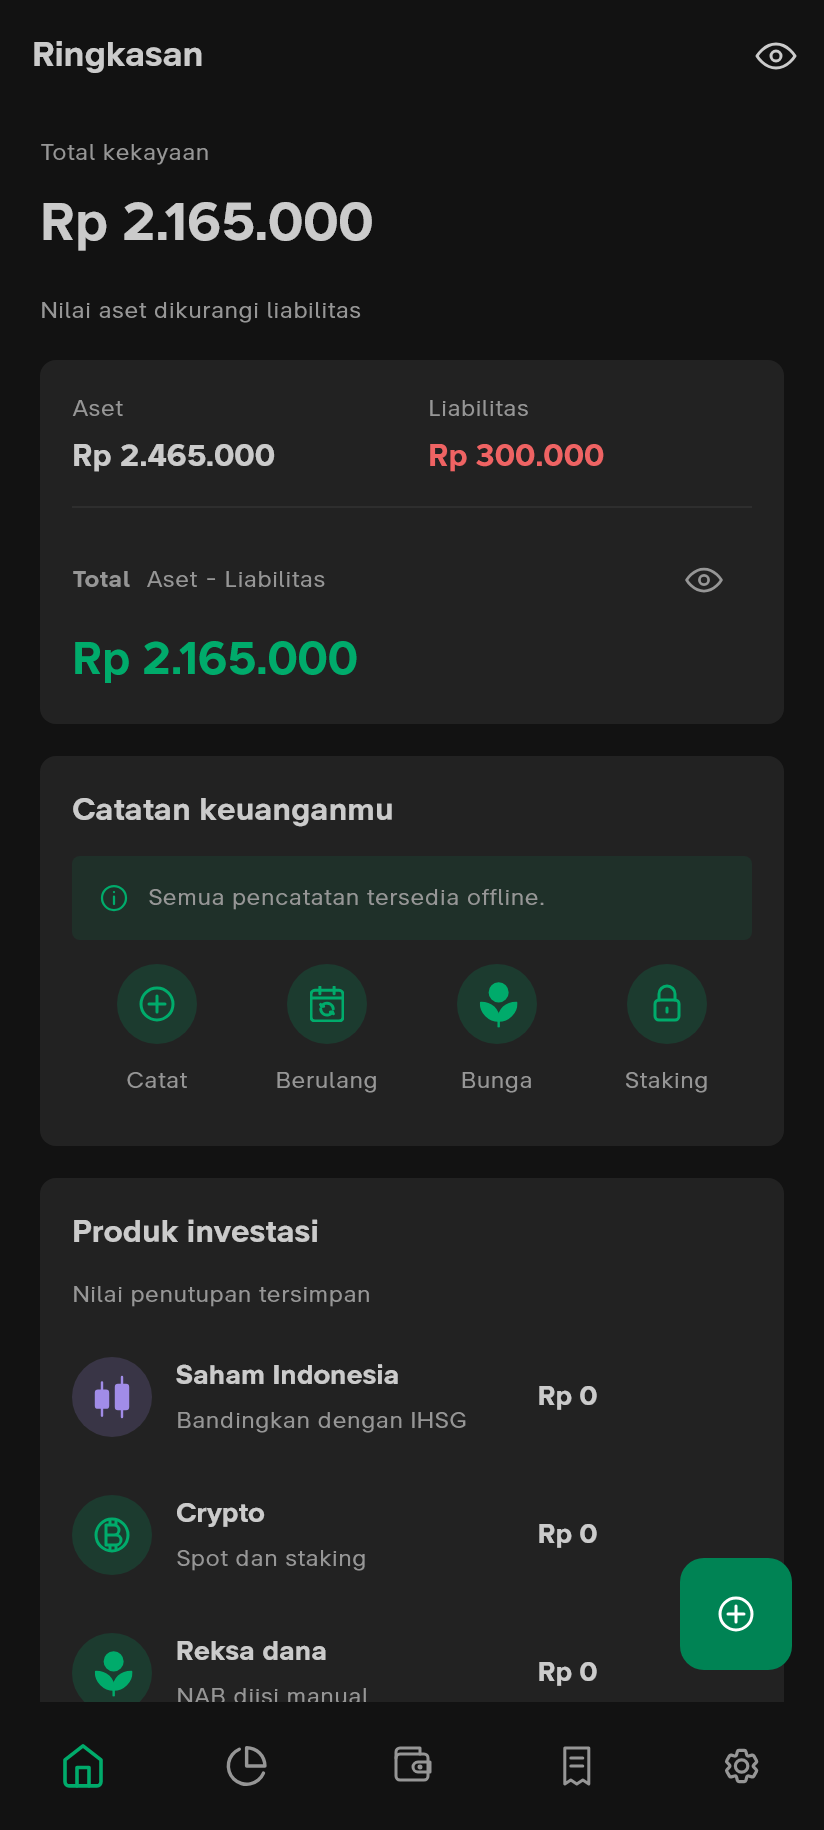 Ringkasan
Total kekayaan
Rp 2.165.000
Nilai aset dikurangi liabilitas
Aset
Liabilitas
Rp 2.465.000
Rp 300.000
Total Aset - Liabilitas
Rp 2.165.000
Catatan keuanganmu
Semua pencatatan tersedia offline.
Catat
Berulang
Bunga
Staking
Produk investasi
Nilai penutupan tersimpan
Saham Indonesia
Bandingkan dengan IHSG
Rp 0
Crypto
Spot dan staking
Rp 0
Reksa dana
NAB diisi manual
Rp 0